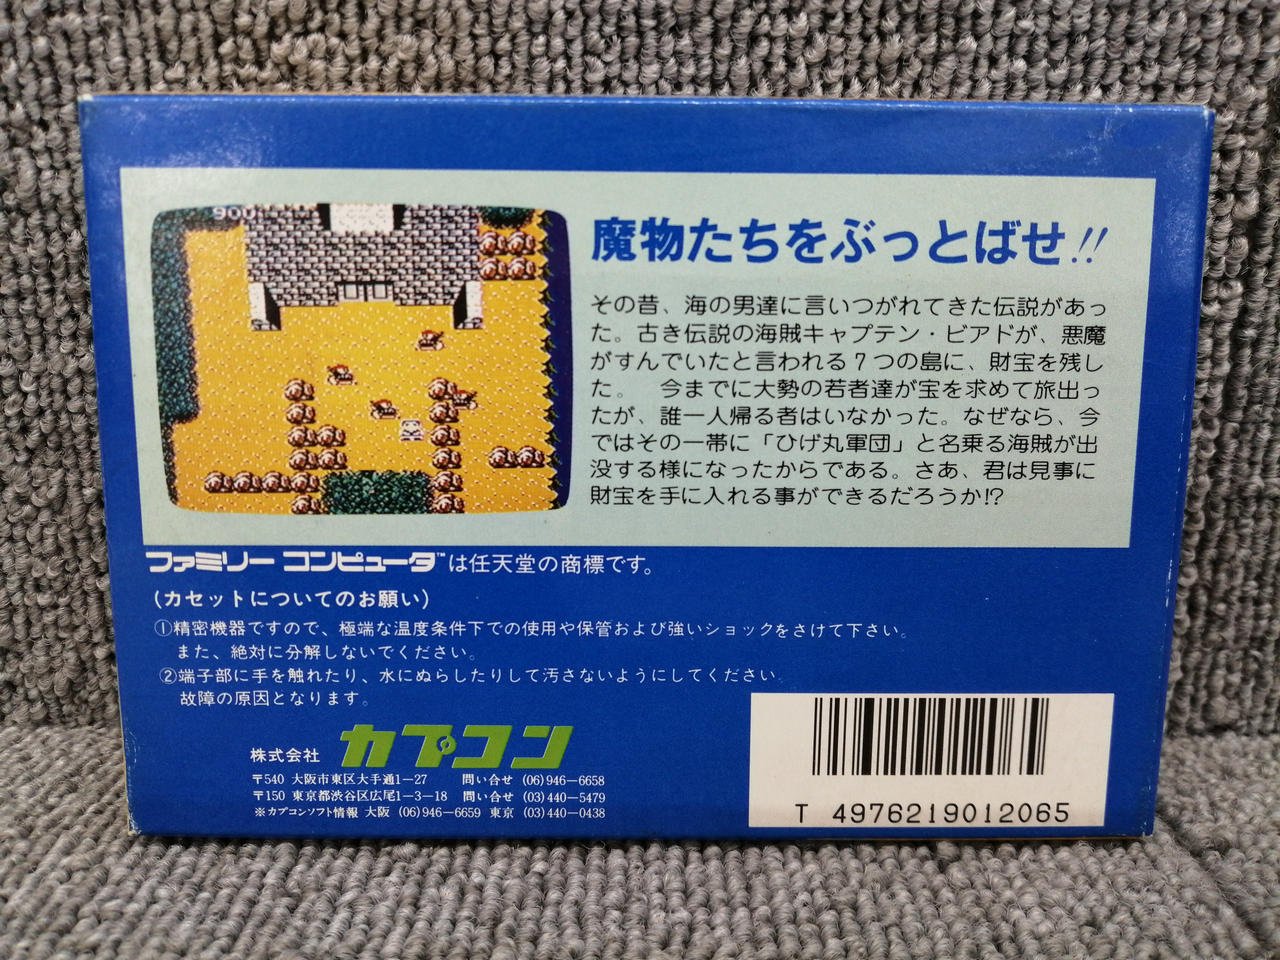 900
魔物たちをぶっとばせ!!
その昔、海の男達に言いつがれてきた伝説があっ
た。古き伝説の海賊キャプテン・ビアドが、悪魔
がすんでいたと言われる7つの島に、財宝を残し
た。 今までに大勢の若者達が宝を求めて旅出っ
たが、誰一人帰る者はいなかった。なぜなら、今
ではその一帯に「ひげ丸軍団」と名乗る海賊が出
没する様になったからである。さあ、君は見事に
財宝を手に入れる事ができるだろうか!?
ファミリーコンピュータ™は任天堂の商標です。
(カセットについてのお願い)
①精密機器ですので、極端な温度条件下での使用や保管および強いショックをさけて下さい。
また、絶対に分解しないでください。
②端子部に手を触れたり、水にぬらしたりして汚さないようにしてください
故障の原因となります。
株式会社 カプコン
〒540 大阪市東区大手通1-27 問い合せ (06)946-6658
〒150 東京都渋谷区広尾1-3-18 問い合せ (03)440-5479
※カプコンソフト情報 大阪 (06)946-6659 東京 (03)440-0438
T 4976219012065